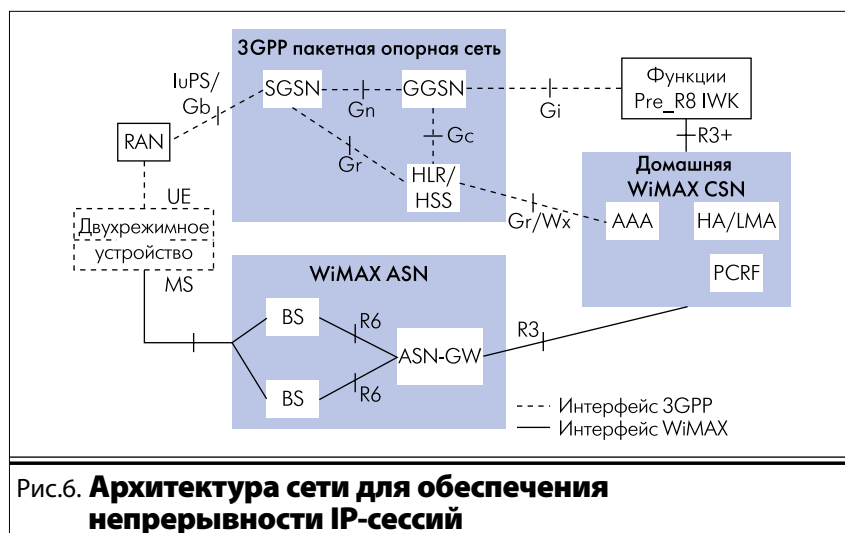 3GPP пакетная опорная сеть
IuPS/
Gb
SGSN
Gn
GGSN
Gi
Функции
Pre_R8 IWK
RAN
Gr
Gc
R3+
HLR/
HSS
Gr/Wx
Домашняя
WiMAX CSN
AAA
HA/LMA
PCRF
UE
Двухрежимное
устройство
MS
WiMAX ASN
BS
R6
ASN-GW
R3
BS
R6
Интерфейс 3GPP
Интерфейс WiMAX
Рис.6. Архитектура сети для обеспечения
непрерывности IP-сессий